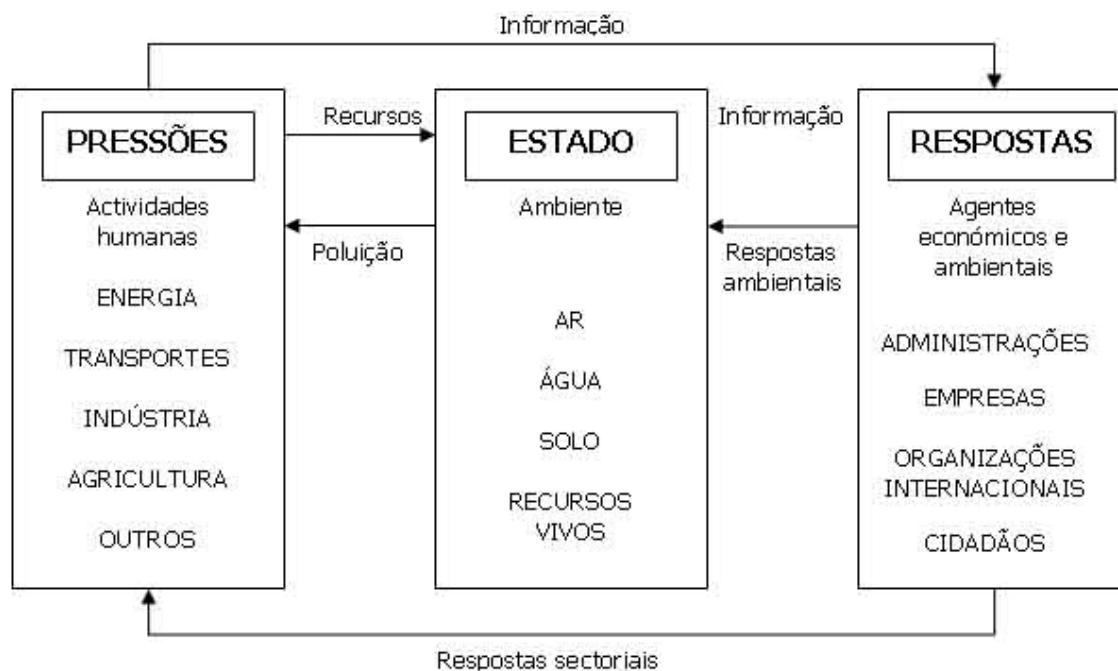 Informação
PRESSÕES
Actividades
humanas
ENERGIA
TRANSPORTES
INDÚSTRIA
AGRICULTURA
OUTROS
Recursos
Poluição
ESTADO
Ambiente
AR
ÁGUA
SOLO
RECURSOS
VIVOS
Informação
Respostas
ambientais
RESPOSTAS
Agentes
económicos e
ambientais
ADMINISTRAÇÕES
EMPRESAS
ORGANIZAÇÕES
INTERNACIONAIS
CIDADÃOS
Respostas sectoriais